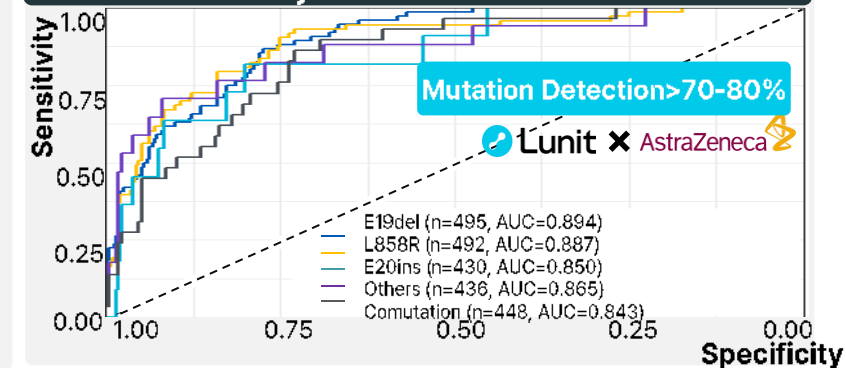 Sensitivity
1.00
0.75
0.50
0.25
0.00
Mutation Detection>70-80%
Lunit × AstraZeneca
E19del (n=495, AUC=0.894)
L858R (n=492, AUC=0.887)
E20ins (n=430, AUC=0.850)
Others (n=436, AUC=0.865)
Comutation (n=448, AUC=0.843)
1.00 0.75 0.50 0.25 0.00
Specificity